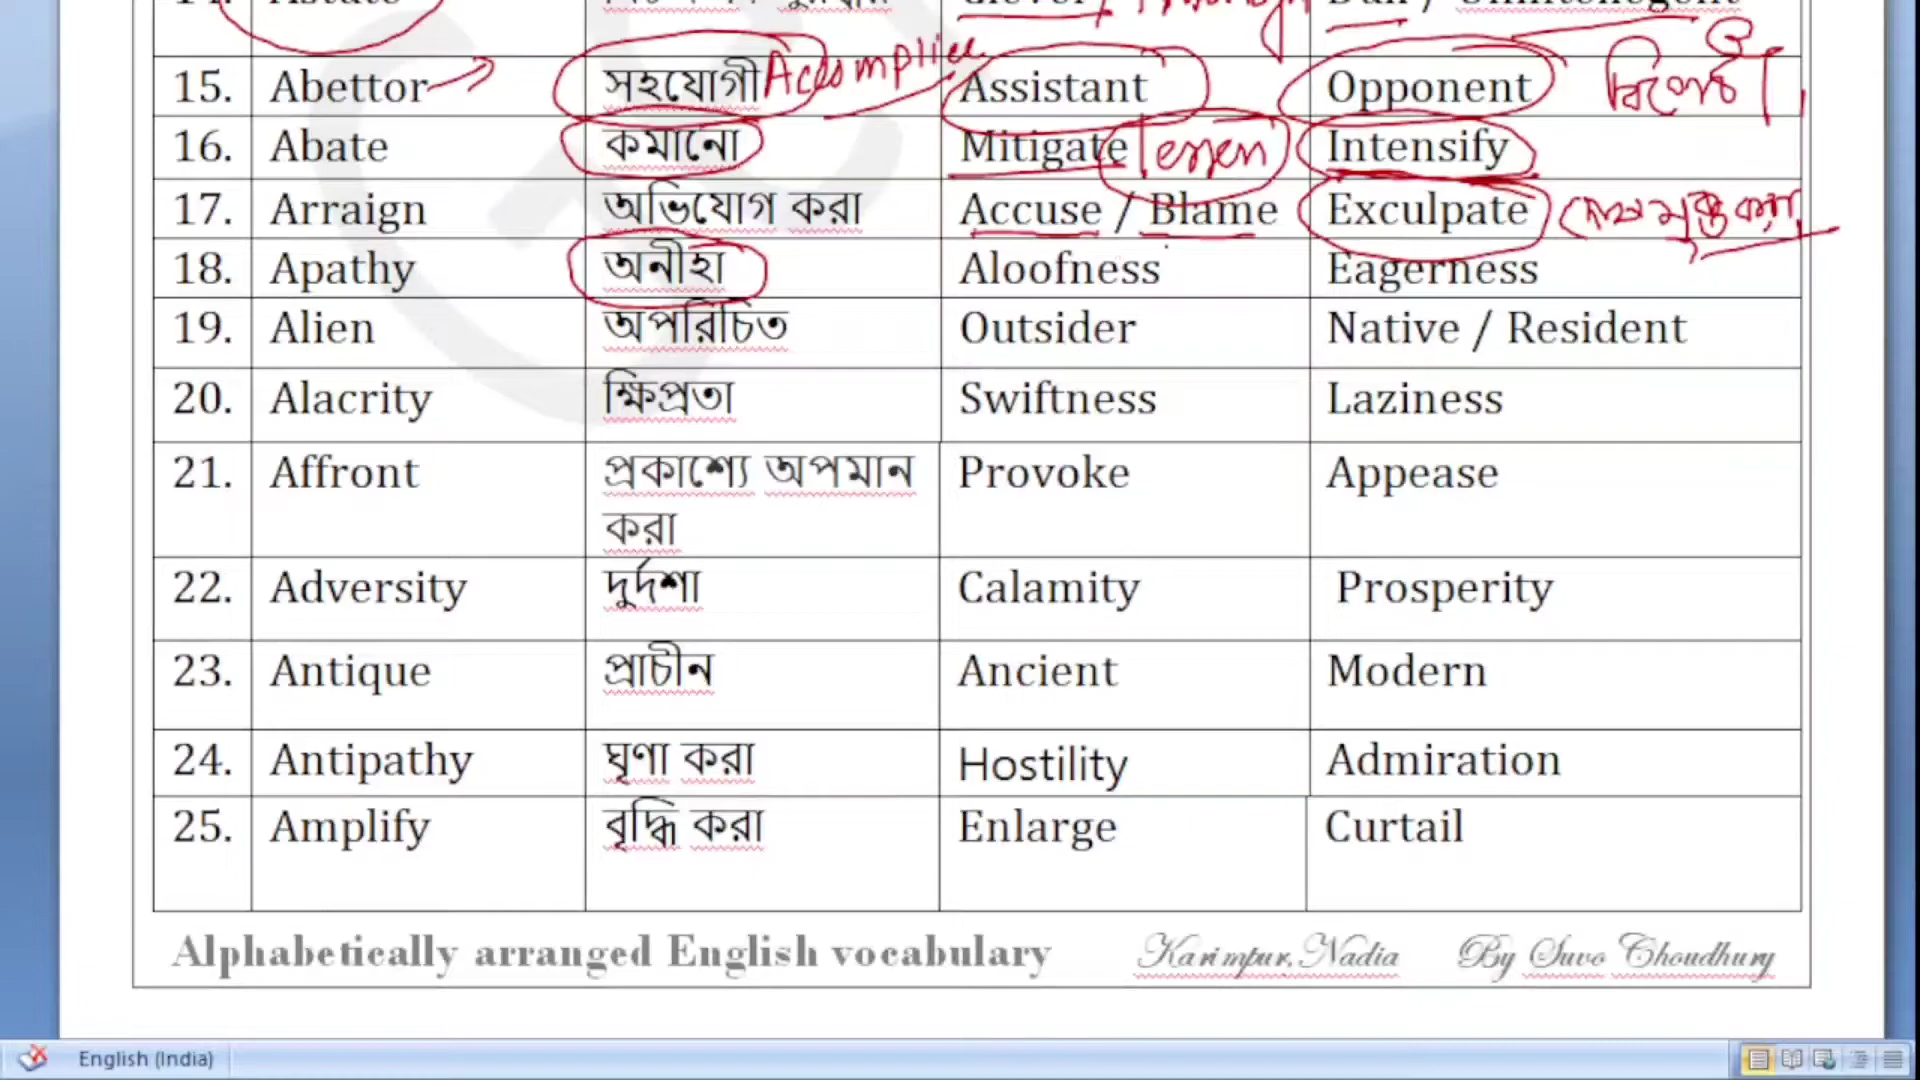 15. Abettor সহযোগী Accomplice Assistant Opponent
16. Abate কমানো Mitigate lessen Intensify
17. Arraign অভিযোগ করা Accuse / Blame Exculpate
18. Apathy অনীহা Aloofness Eagerness
19. Alien অপরিচিত Outsider Native / Resident
20. Alacrity ক্ষিপ্রতা Swiftness Laziness
21. Affront প্রকাশ্যে অপমান Provoke Appease
করা
22. Adversity দুর্দশা Calamity Prosperity
23. Antique প্রাচীন Ancient Modern
24. Antipathy ঘৃণা করা Hostility Admiration
25. Amplify বৃদ্ধি করা Enlarge Curtail
Alphabetically arranged English vocabulary Karimpur,Nadia By Suvo Choudhury
English (India)